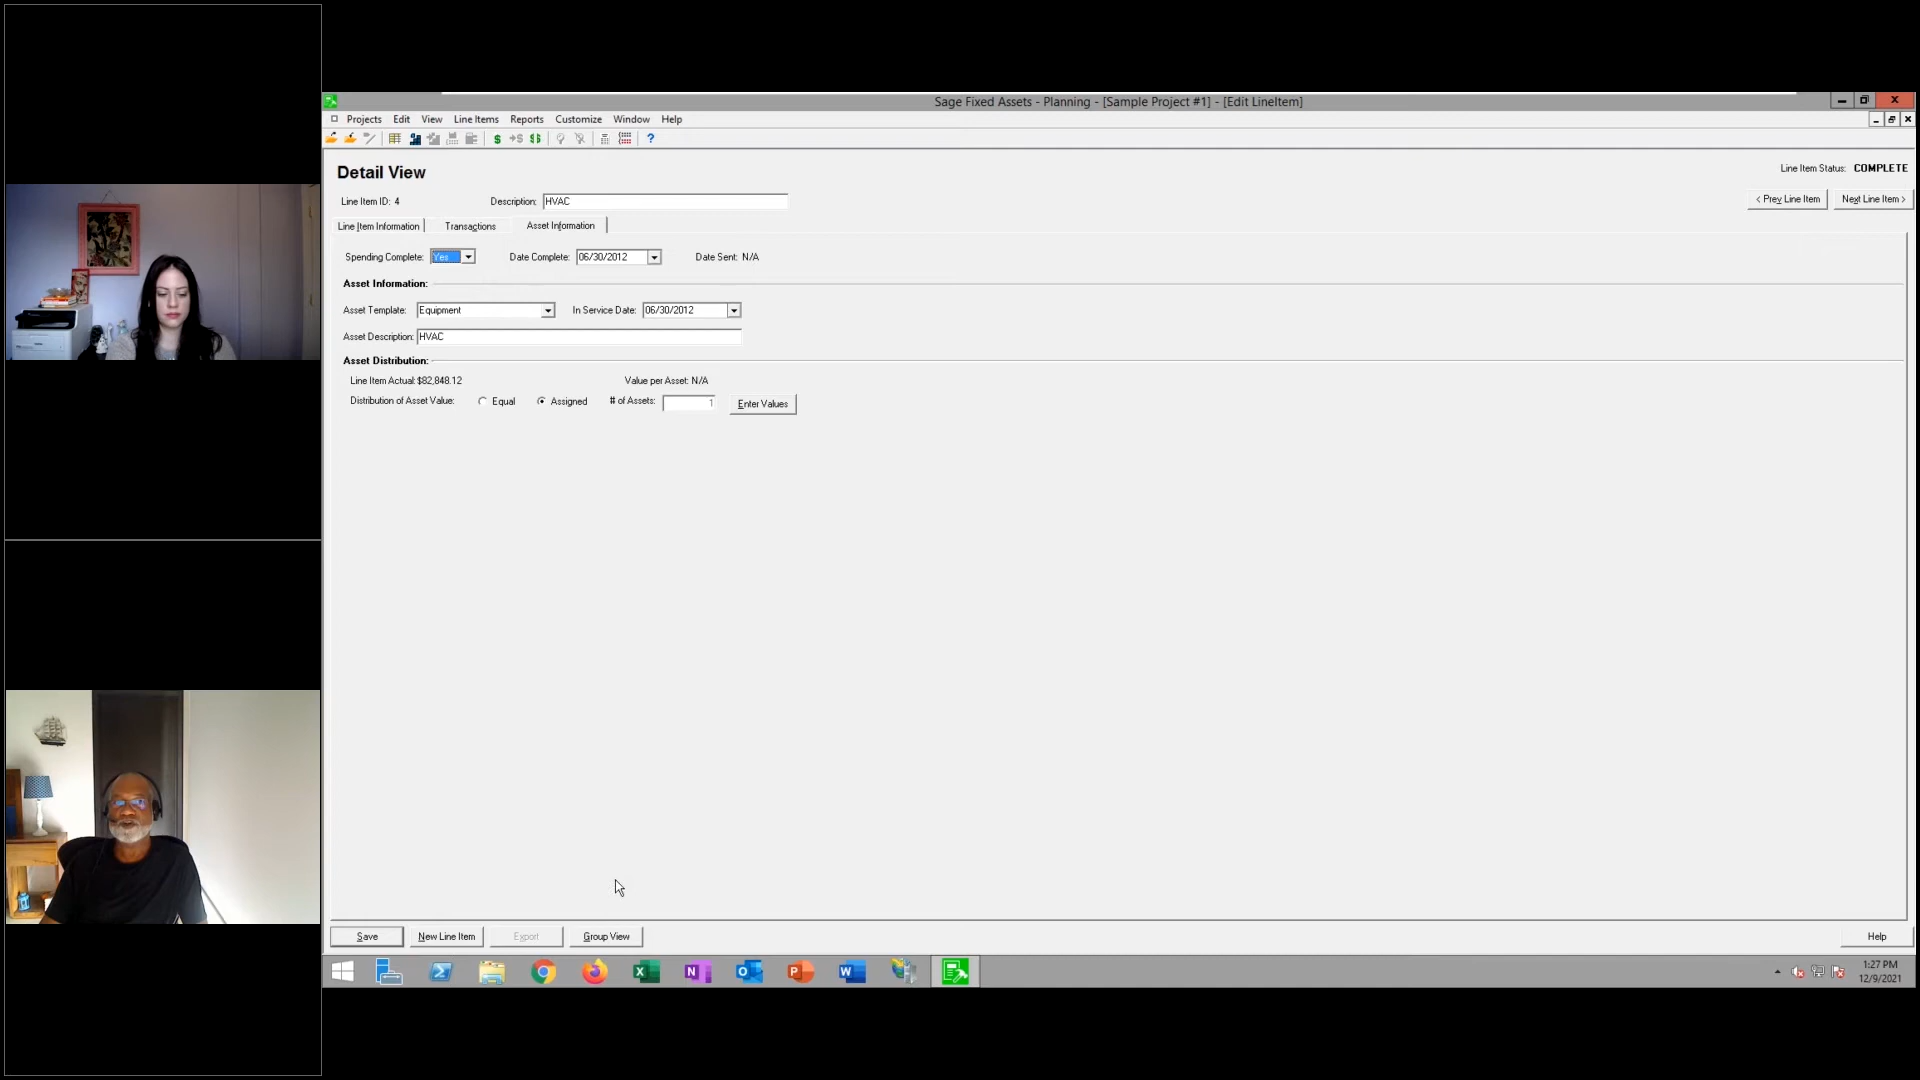 Sage Fixed Assets - Planning - [Sample Project #1] - [Edit LineItem]
Projects Edit View Line Items Reports Customize Window Help
Detail View
Line Item Status: COMPLETE
Line Item ID: 4 Description: HVAC
< Prev Line Item Next Line Item >
Line Item Information Transactions Asset Information
Spending Complete: Yes Date Complete: 06/30/2012 Date Sent: N/A
Asset Information:
Asset Template: Equipment In Service Date: 06/30/2012
Asset Description: HVAC
Asset Distribution:
Line Item Actual: $82,848.12 Value per Asset: N/A
Distribution of Asset Value: Equal Assigned # of Assets: 1 Enter Values
Save New Line Item Export Group View Help
1:27 PM
12/9/2021